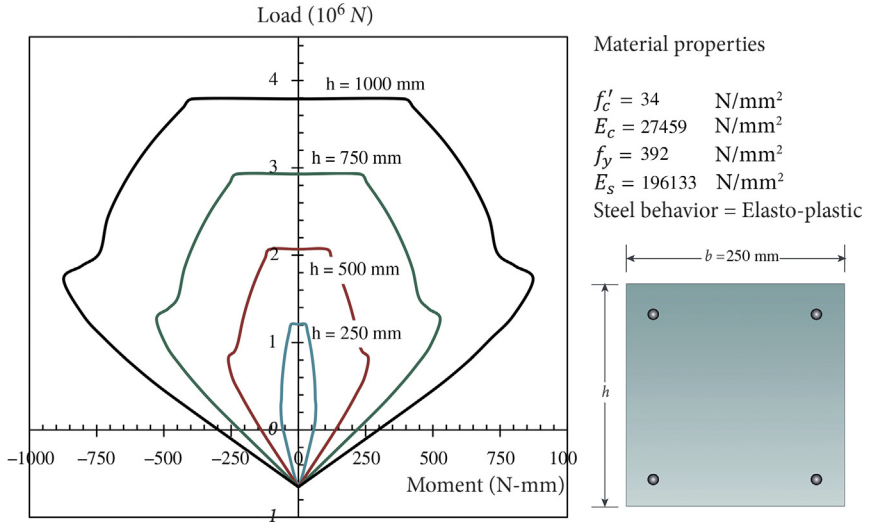 Load (10⁶ N)
4
h = 1000 mm
3
h = 750 mm
2
h = 500 mm
h = 250 mm
1
0
–1000 –750 –500 –250 0 250 500 750 100
Moment (N-mm)
1
Material properties
f′c = 34 N/mm²
Ec = 27459 N/mm²
fy = 392 N/mm²
Es = 196133 N/mm²
Steel behavior = Elasto-plastic
b =250 mm
h